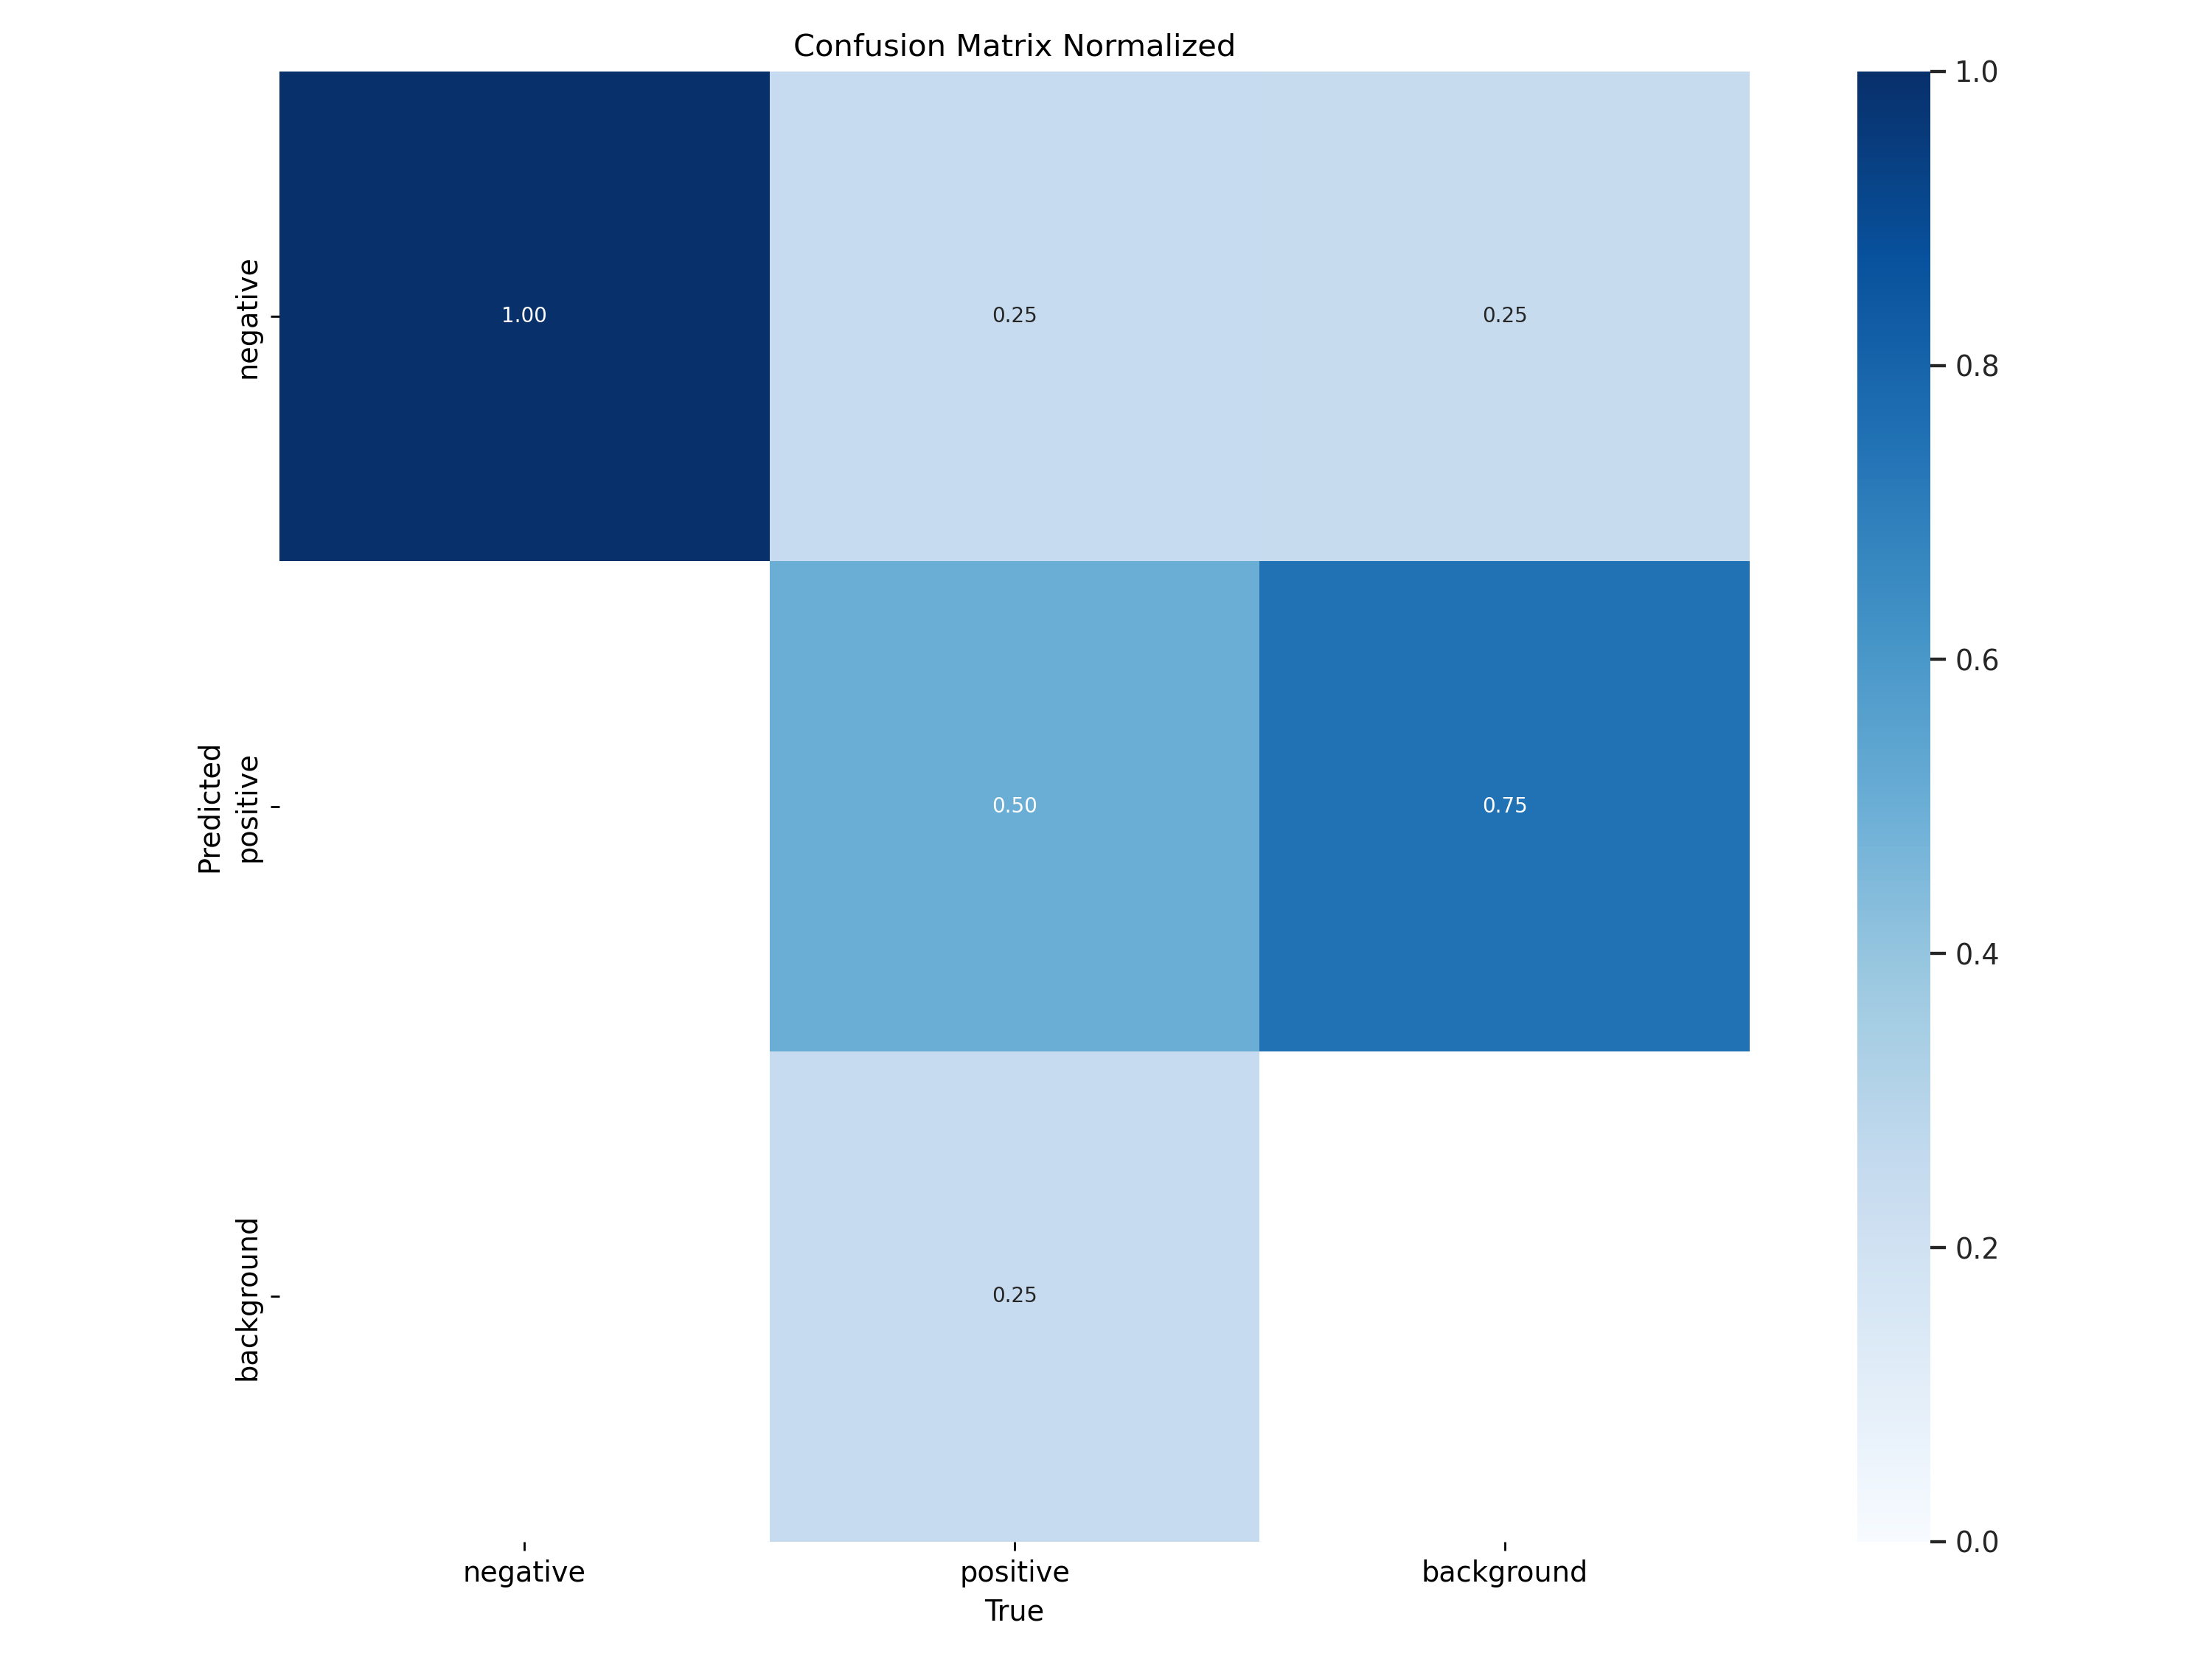 Confusion Matrix Normalized
negative
1.00
0.25
0.25
Predicted
positive
0.50
0.75
background
0.25
negative
positive
background
True
1.0
0.8
0.6
0.4
0.2
0.0